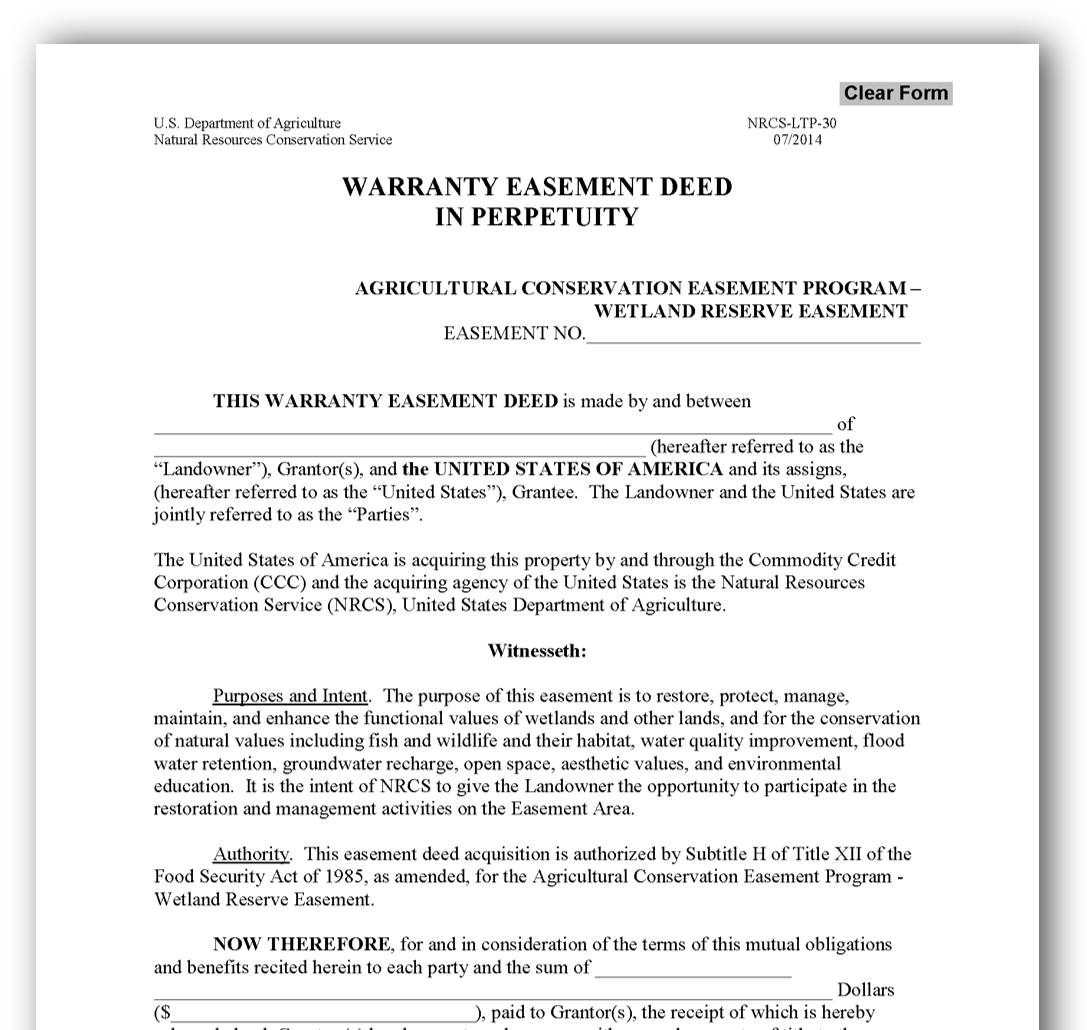 Clear Form
U.S. Department of Agriculture
Natural Resources Conservation Service
NRCS-LTP-30
07/2014
WARRANTY EASEMENT DEED
IN PERPETUITY
AGRICULTURAL CONSERVATION EASEMENT PROGRAM –
WETLAND RESERVE EASEMENT
EASEMENT NO.
THIS WARRANTY EASEMENT DEED is made by and between
of
(hereafter referred to as the
“Landowner”), Grantor(s), and the UNITED STATES OF AMERICA and its assigns,
(hereafter referred to as the “United States”), Grantee. The Landowner and the United States are
jointly referred to as the “Parties”.
The United States of America is acquiring this property by and through the Commodity Credit
Corporation (CCC) and the acquiring agency of the United States is the Natural Resources
Conservation Service (NRCS), United States Department of Agriculture.
Witnesseth:
Purposes and Intent. The purpose of this easement is to restore, protect, manage,
maintain, and enhance the functional values of wetlands and other lands, and for the conservation
of natural values including fish and wildlife and their habitat, water quality improvement, flood
water retention, groundwater recharge, open space, aesthetic values, and environmental
education. It is the intent of NRCS to give the Landowner the opportunity to participate in the
restoration and management activities on the Easement Area.
Authority. This easement deed acquisition is authorized by Subtitle H of Title XII of the
Food Security Act of 1985, as amended, for the Agricultural Conservation Easement Program -
Wetland Reserve Easement.
NOW THEREFORE, for and in consideration of the terms of this mutual obligations
and benefits recited herein to each party and the sum of
Dollars
($ ), paid to Grantor(s), the receipt of which is hereby